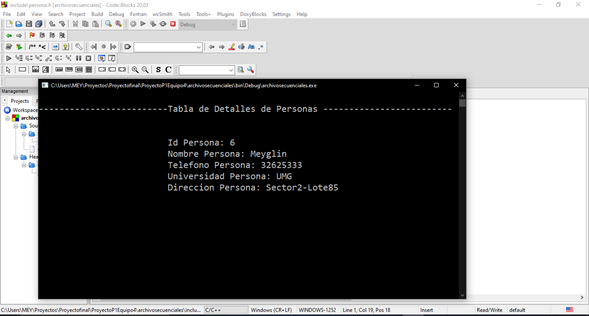 include\persona.h [archivosecuenciales] - Code::Blocks 20.03
File Edit View Search Project Build Debug Fortran wxSmith Tools Tools+ Plugins DoxyBlocks Settings Help
Debug
Management
Projects
Workspace
archivo
Sou
Hea
C:\Users\MEY\Proyectos\Proyectofinal\ProyectoP1Equipo4\archivosecuenciales\bin\Debug\archivosecuenciales.exe
-------------------------Tabla de Detalles de Personas -----------------------
Id Persona: 6
Nombre Persona: Meyglin
Telefono Persona: 32625333
Universidad Persona: UMG
Direccion Persona: Sector2-Lote85
C:\Users\MEY\Proyectos\Proyectofinal\ProyectoP1Equipo4\archivosecuenciales\inclu... C/C++ Windows (CR+LF) WINDOWS-1252 Line 1, Col 19, Pos 18 Insert Read/Write default